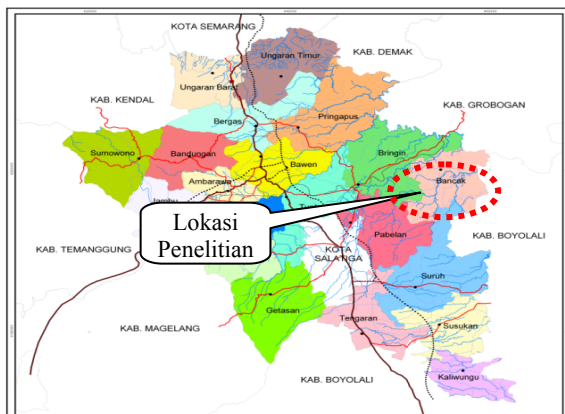 KOTA SEMARANG
Ungaran Timur
KAB. DEMAK
Ungaran Barat
KAB. KENDAL
Pringapus
KAB. GROBOGAN
Bergas
Sumowono
Bandungan
Bawen
Bringin
Ambarawa
Bancak
Lokasi
Penelitian
KAB. TEMANGGUNG
Pabelan
KAB. BOYOLALI
KOTA
SALATIGA
Suruh
Getasan
KAB. MAGELANG
Tengaran
Susukan
Kaliwungu
KAB. BOYOLALI